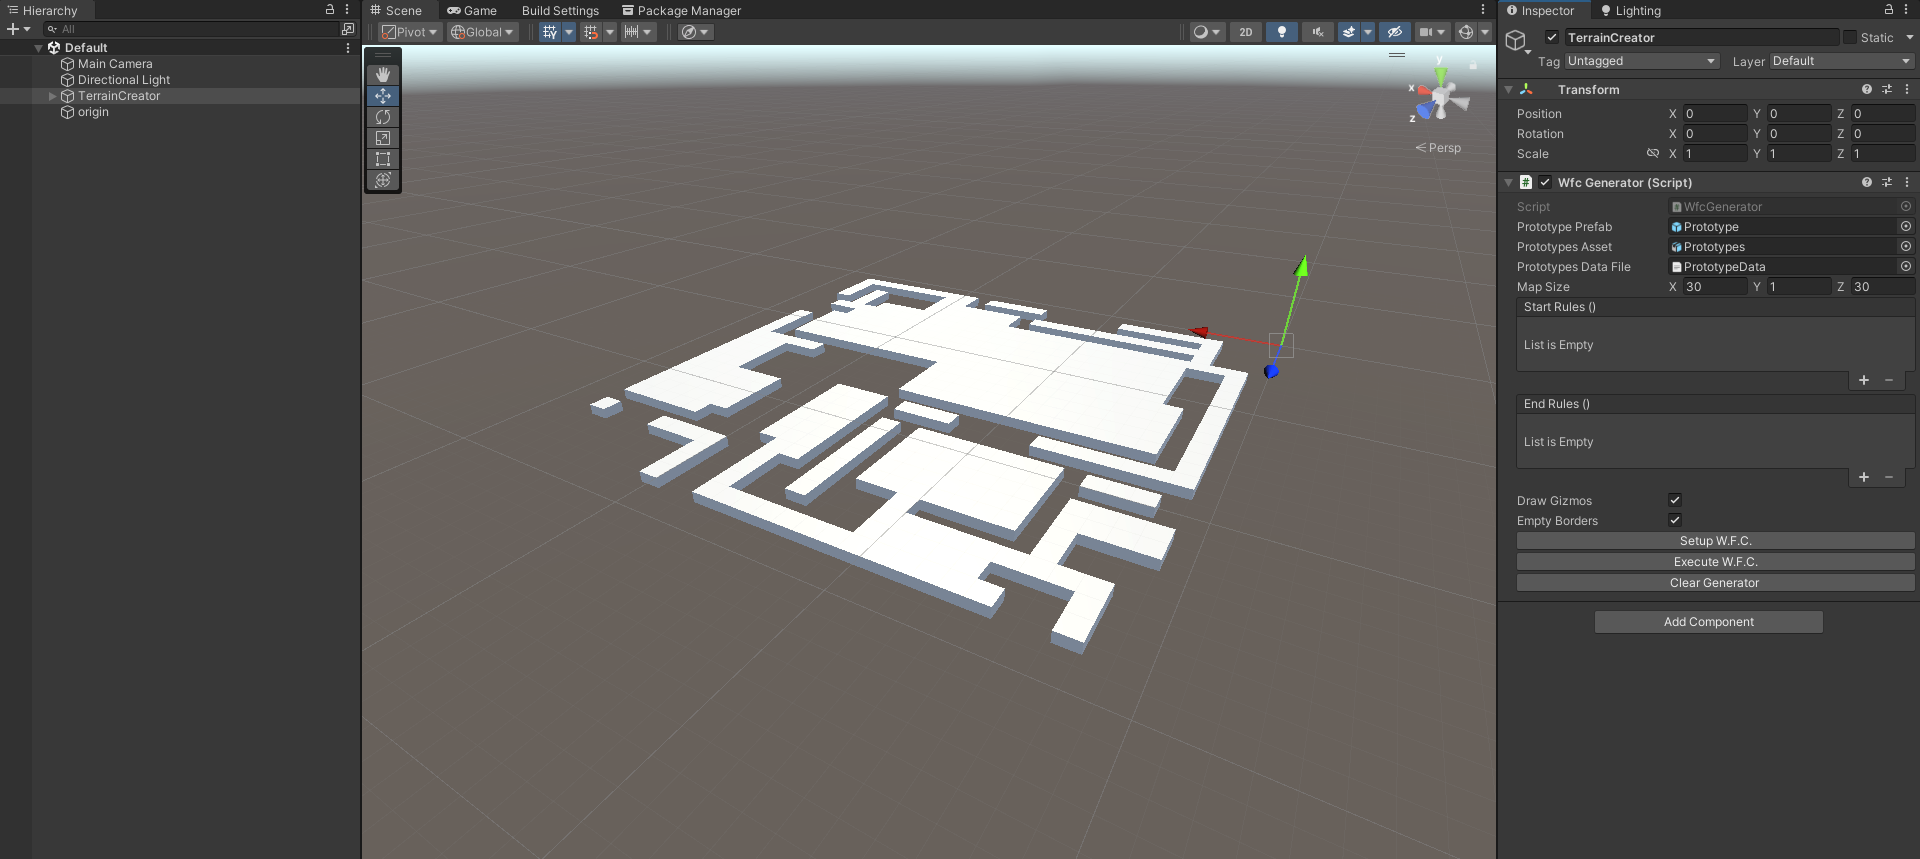 Hierarchy
All
Default
Main Camera
Directional Light
TerrainCreator
origin
Scene Game Build Settings Package Manager
Pivot Global 2D
y
x
z
Persp
Inspector Lighting
TerrainCreator Static
Tag Untagged Layer Default
Transform
Position X 0 Y 0 Z 0
Rotation X 0 Y 0 Z 0
Scale X 1 Y 1 Z 1
# Wfc Generator (Script)
Script WfcGenerator
Prototype Prefab Prototype
Prototypes Asset Prototypes
Prototypes Data File PrototypeData
Map Size X 30 Y 1 Z 30
Start Rules ()
List is Empty
+ −
End Rules ()
List is Empty
+ −
Draw Gizmos
Empty Borders
Setup W.F.C.
Execute W.F.C.
Clear Generator
Add Component